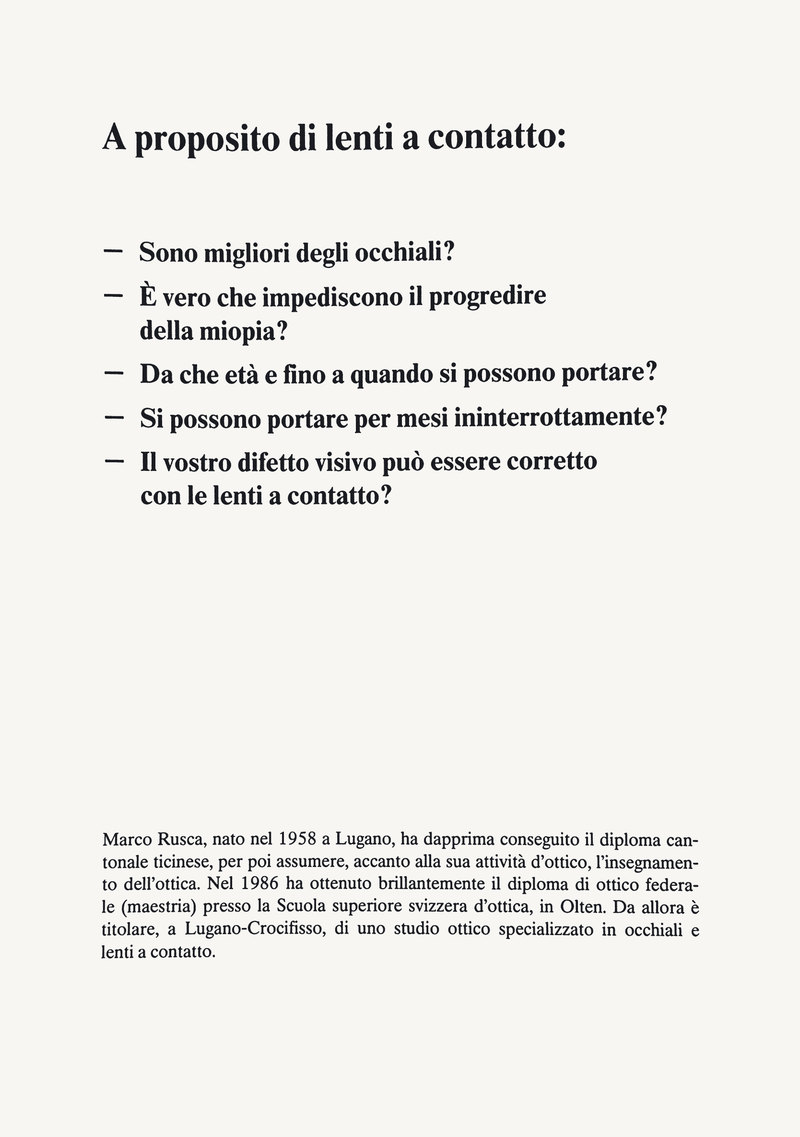 A proposito di lenti a contatto:
— Sono migliori degli occhiali?
— È vero che impediscono il progredire
della miopia?
— Da che età e fino a quando si possono portare?
— Si possono portare per mesi ininterrottamente?
— Il vostro difetto visivo può essere corretto
con le lenti a contatto?
Marco Rusca, nato nel 1958 a Lugano, ha dapprima conseguito il diploma can-
tonale ticinese, per poi assumere, accanto alla sua attività d'ottico, l'insegnamen-
to dell'ottica. Nel 1986 ha ottenuto brillantemente il diploma di ottico federa-
le (maestria) presso la Scuola superiore svizzera d'ottica, in Olten. Da allora è
titolare, a Lugano-Crocifisso, di uno studio ottico specializzato in occhiali e
lenti a contatto.